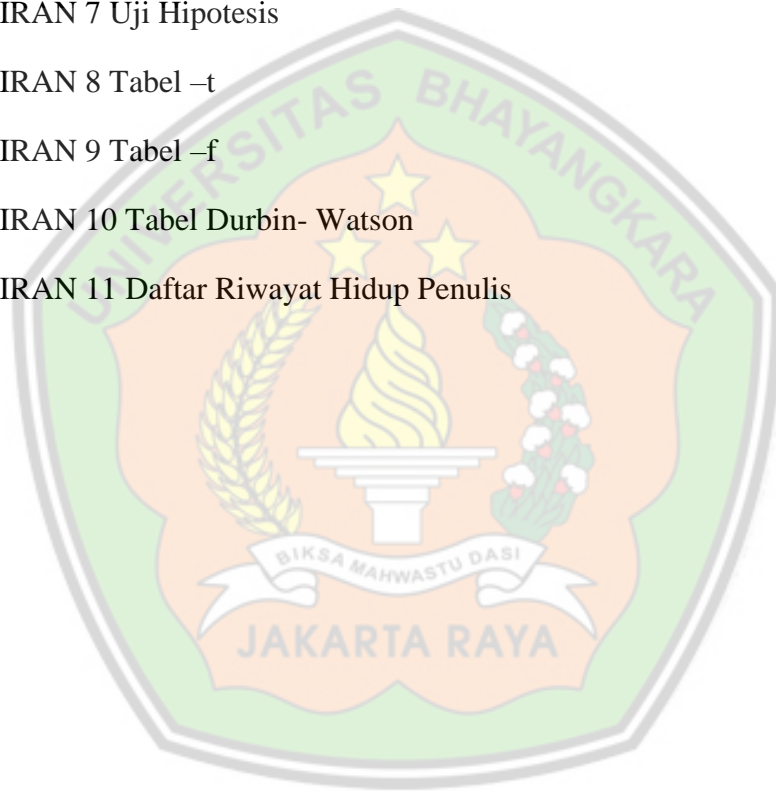 IRAN 7 Uji Hipotesis
IRAN 8 Tabel –t
IRAN 9 Tabel –f
IRAN 10 Tabel Durbin- Watson
IRAN 11 Daftar Riwayat Hidup Penulis
UNIVERSITAS BHAYANGKARA
BIKSA MAHWASTU DASI
JAKARTA RAYA